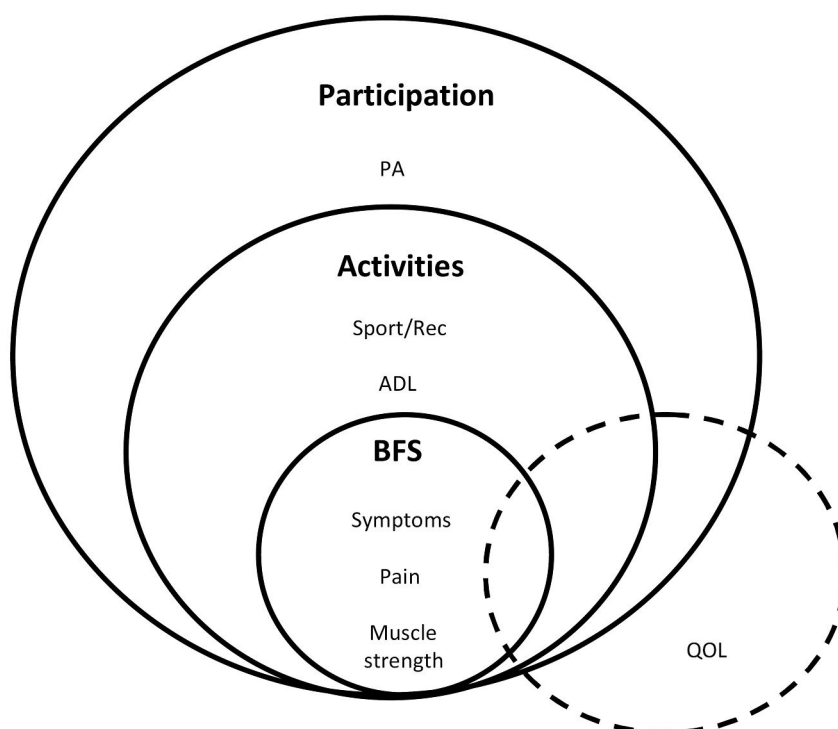 Participation
PA
Activities
Sport/Rec
ADL
BFS
Symptoms
Pain
Muscle
strength
QOL